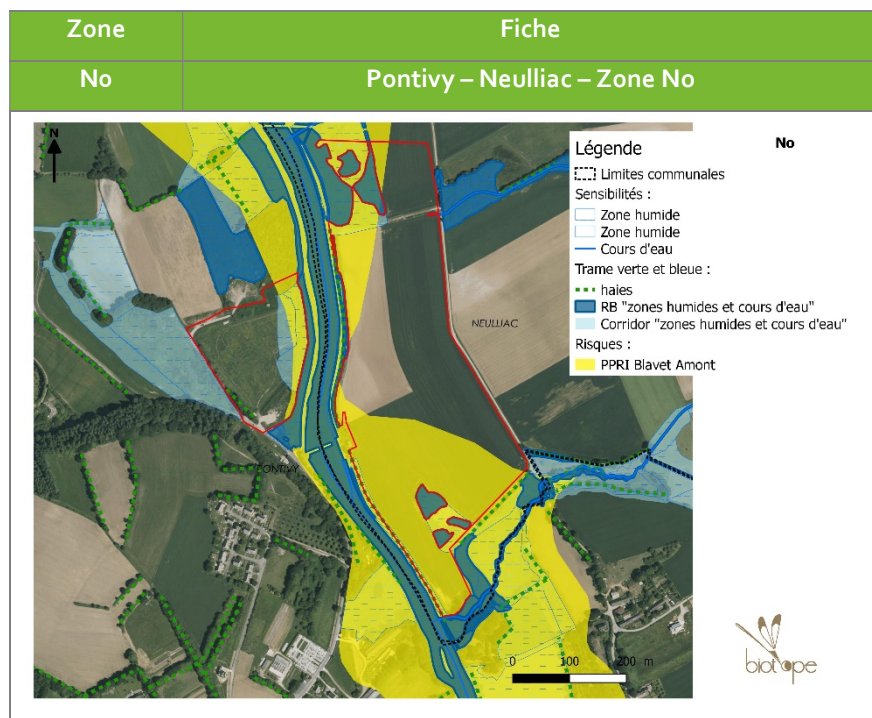 Zone Fiche
No Pontivy – Neulliac – Zone No
N
No
Légende
Limites communales
Sensibilités :
Zone humide
Zone humide
Cours d'eau
Trame verte et bleue :
haies
RB "zones humides et cours d'eau"
Corridor "zones humides et cours d'eau"
Risques :
PPRI Blavet Amont
NEULLIAC
PONTIVY
0 100 200 m
biotope